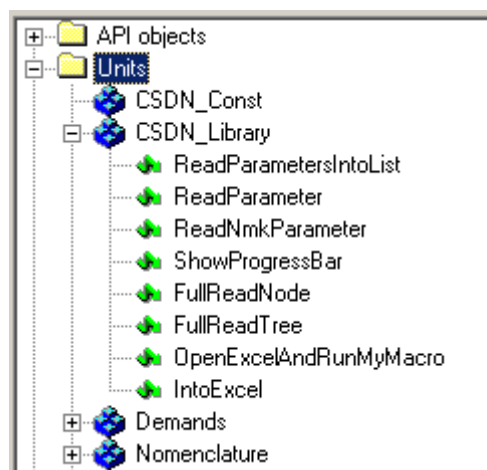 API objects
Units
CSDN_Const
CSDN_Library
ReadParametersIntoList
ReadParameter
ReadNmkParameter
ShowProgressBar
FullReadNode
FullReadTree
OpenExcelAndRunMyMacro
IntoExcel
Demands
Nomenclature